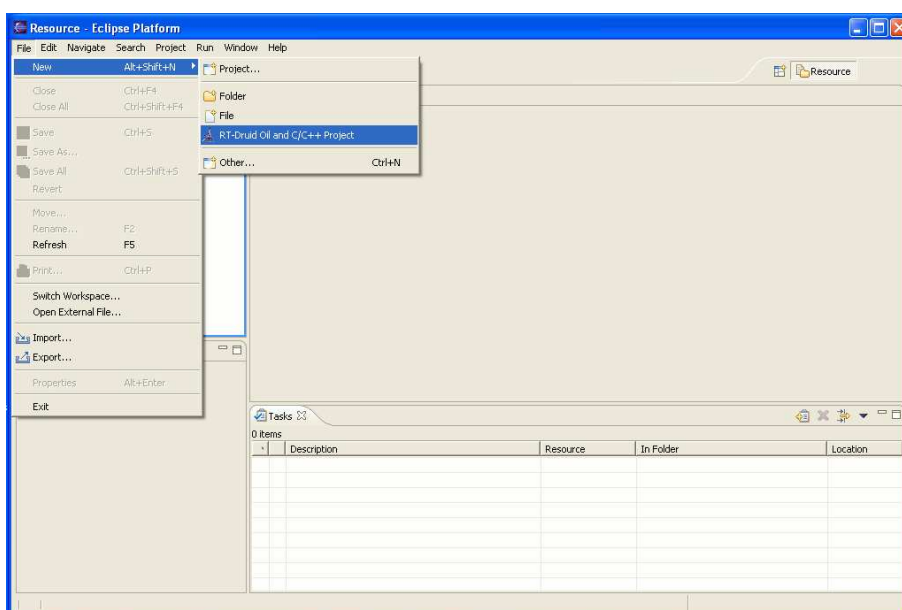 Resource - Eclipse Platform
File Edit Navigate Search Project Run Window Help
New Alt+Shift+N
Project...
Folder
File
RT-Druid Oil and C/C++ Project
Other... Ctrl+N
Resource
Close Ctrl+F4
Close All Ctrl+Shift+F4
Save Ctrl+S
Save As...
Save All Ctrl+Shift+S
Revert
Move...
Rename... F2
Refresh F5
Print... Ctrl+P
Switch Workspace...
Open External File...
Import...
Export...
Properties Alt+Enter
Exit
Tasks
0 items
Description Resource In Folder Location